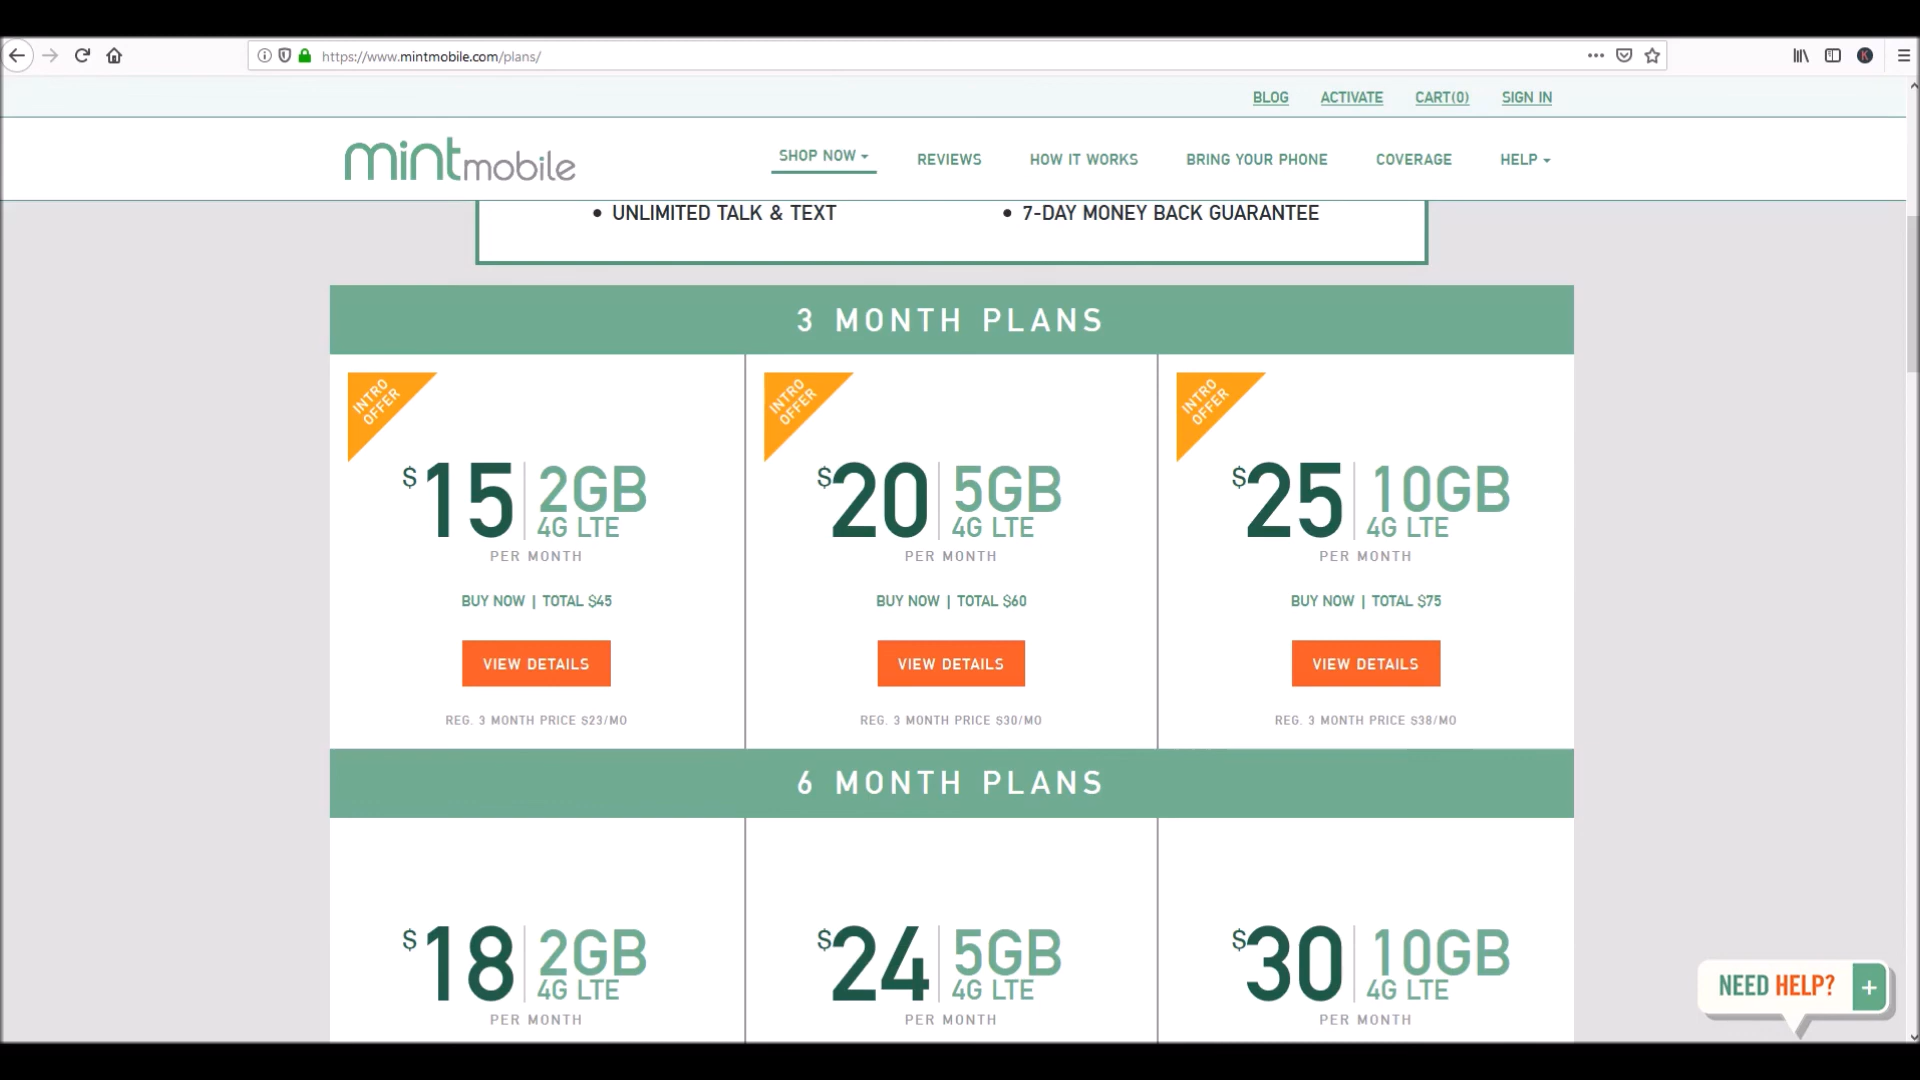 https://www.mintmobile.com/plans/
BLOG ACTIVATE CART(0) SIGN IN
mintmobile
SHOP NOW REVIEWS HOW IT WORKS BRING YOUR PHONE COVERAGE HELP
• UNLIMITED TALK & TEXT • 7-DAY MONEY BACK GUARANTEE
3 MONTH PLANS
INTRO OFFER
$15 2GB 4G LTE
PER MONTH
BUY NOW | TOTAL $45
VIEW DETAILS
REG. 3 MONTH PRICE $23/MO
INTRO OFFER
$20 5GB 4G LTE
PER MONTH
BUY NOW | TOTAL $60
VIEW DETAILS
REG. 3 MONTH PRICE $30/MO
INTRO OFFER
$25 10GB 4G LTE
PER MONTH
BUY NOW | TOTAL $75
VIEW DETAILS
REG. 3 MONTH PRICE $38/MO
6 MONTH PLANS
$18 2GB 4G LTE
PER MONTH
$24 5GB 4G LTE
PER MONTH
$30 10GB 4G LTE
PER MONTH
NEED HELP? +